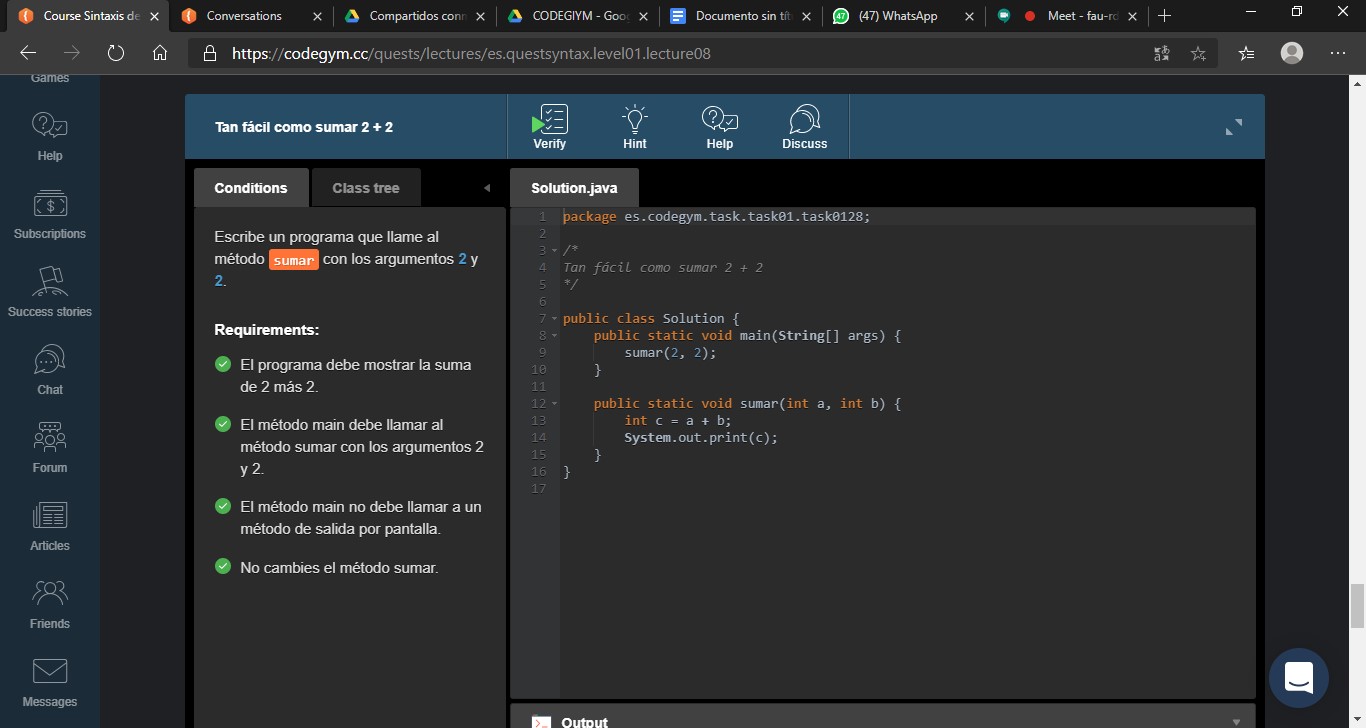 Course Sintaxis de
Conversations
Compartidos conm
CODEGIYM - Goog
Documento sin tít
(47) WhatsApp
Meet - fau-rd
https://codegym.cc/quests/lectures/es.questsyntax.level01.lecture08
Games
Help
Subscriptions
Success stories
Chat
Forum
Articles
Friends
Messages
Tan fácil como sumar 2 + 2
Verify
Hint
Help
Discuss
Conditions
Class tree
Escribe un programa que llame al
método sumar con los argumentos 2 y
2.
Requirements:
El programa debe mostrar la suma
de 2 más 2.
El método main debe llamar al
método sumar con los argumentos 2
y 2.
El método main no debe llamar a un
método de salida por pantalla.
No cambies el método sumar.
Solution.java
1 package es.codegym.task.task01.task0128;
2
3 /*
4 Tan fácil como sumar 2 + 2
5 */
6
7 public class Solution {
8 public static void main(String[] args) {
9 sumar(2, 2);
10 }
11
12 public static void sumar(int a, int b) {
13 int c = a + b;
14 System.out.print(c);
15 }
16 }
17
Output